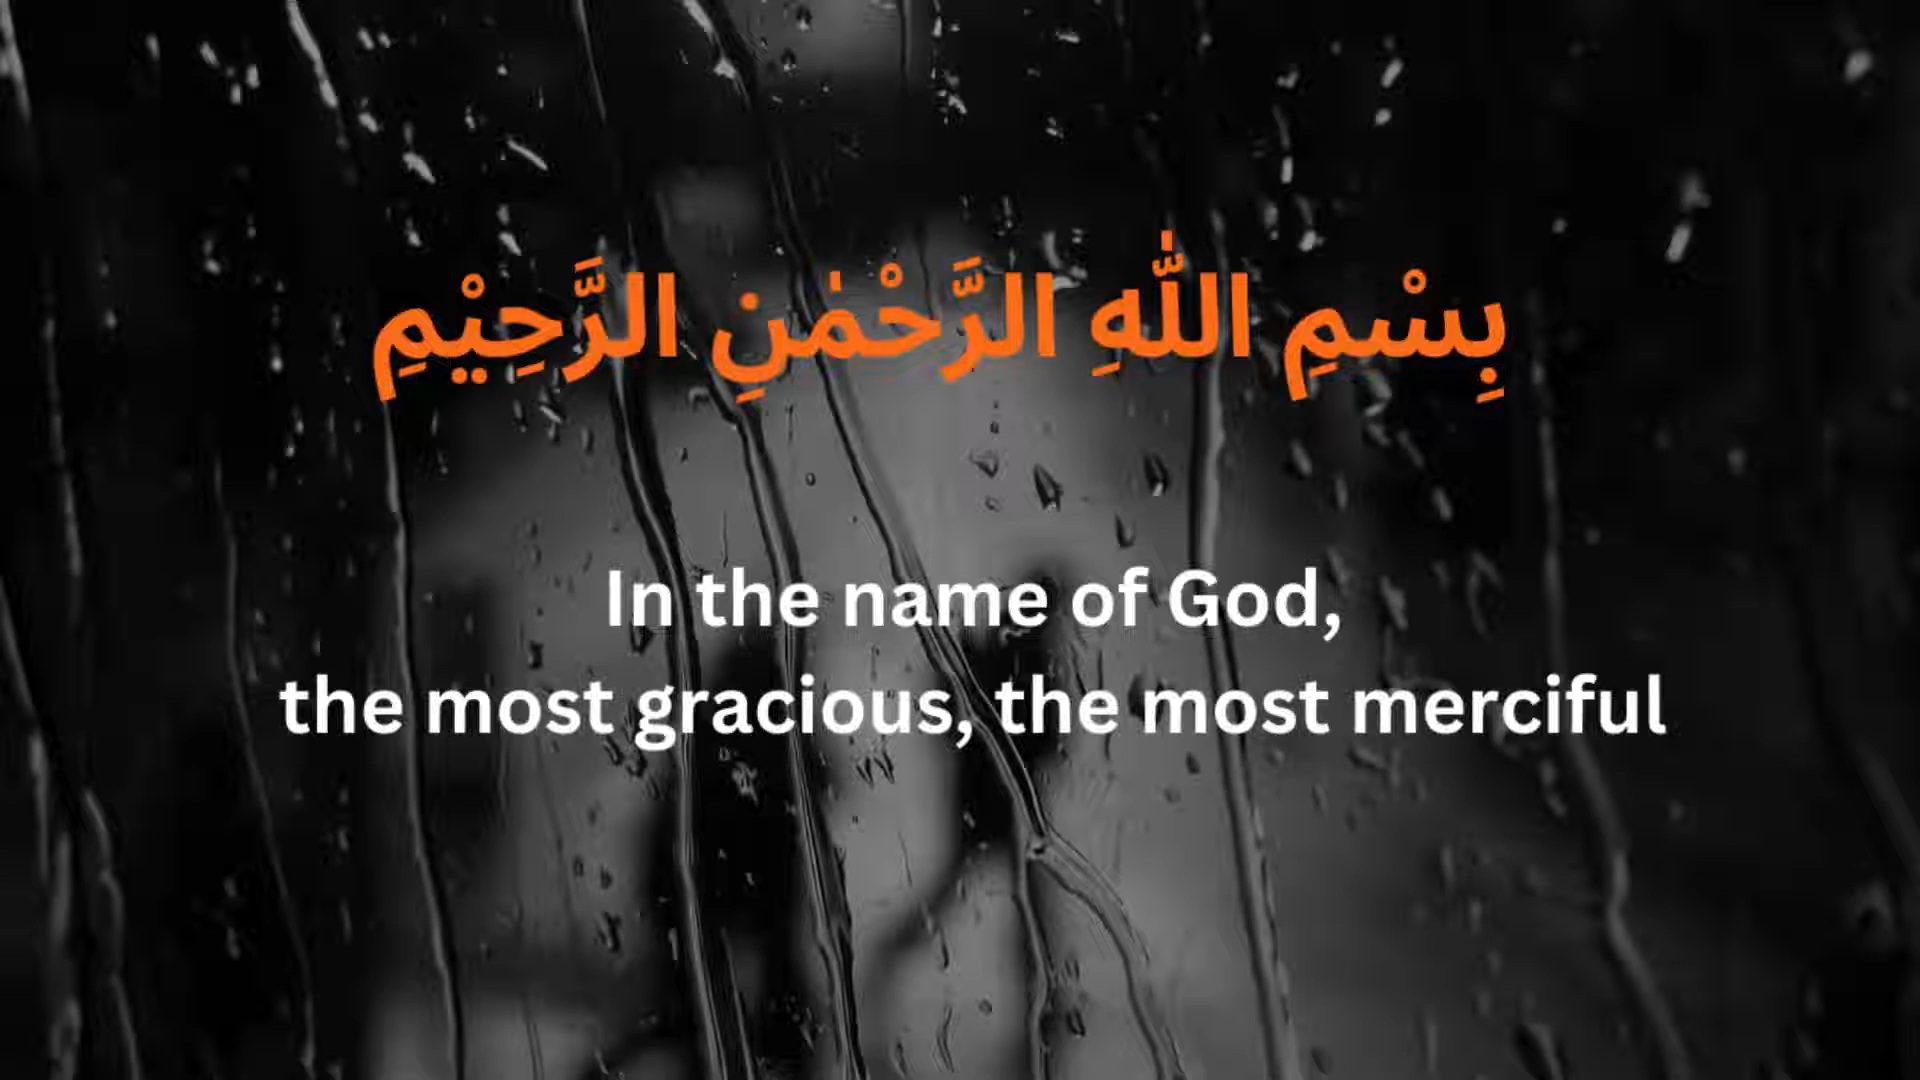 بِسْمِ اللّٰهِ الرَّحْمٰنِ الرَّحِيْمِ
In the name of God,
the most gracious, the most merciful